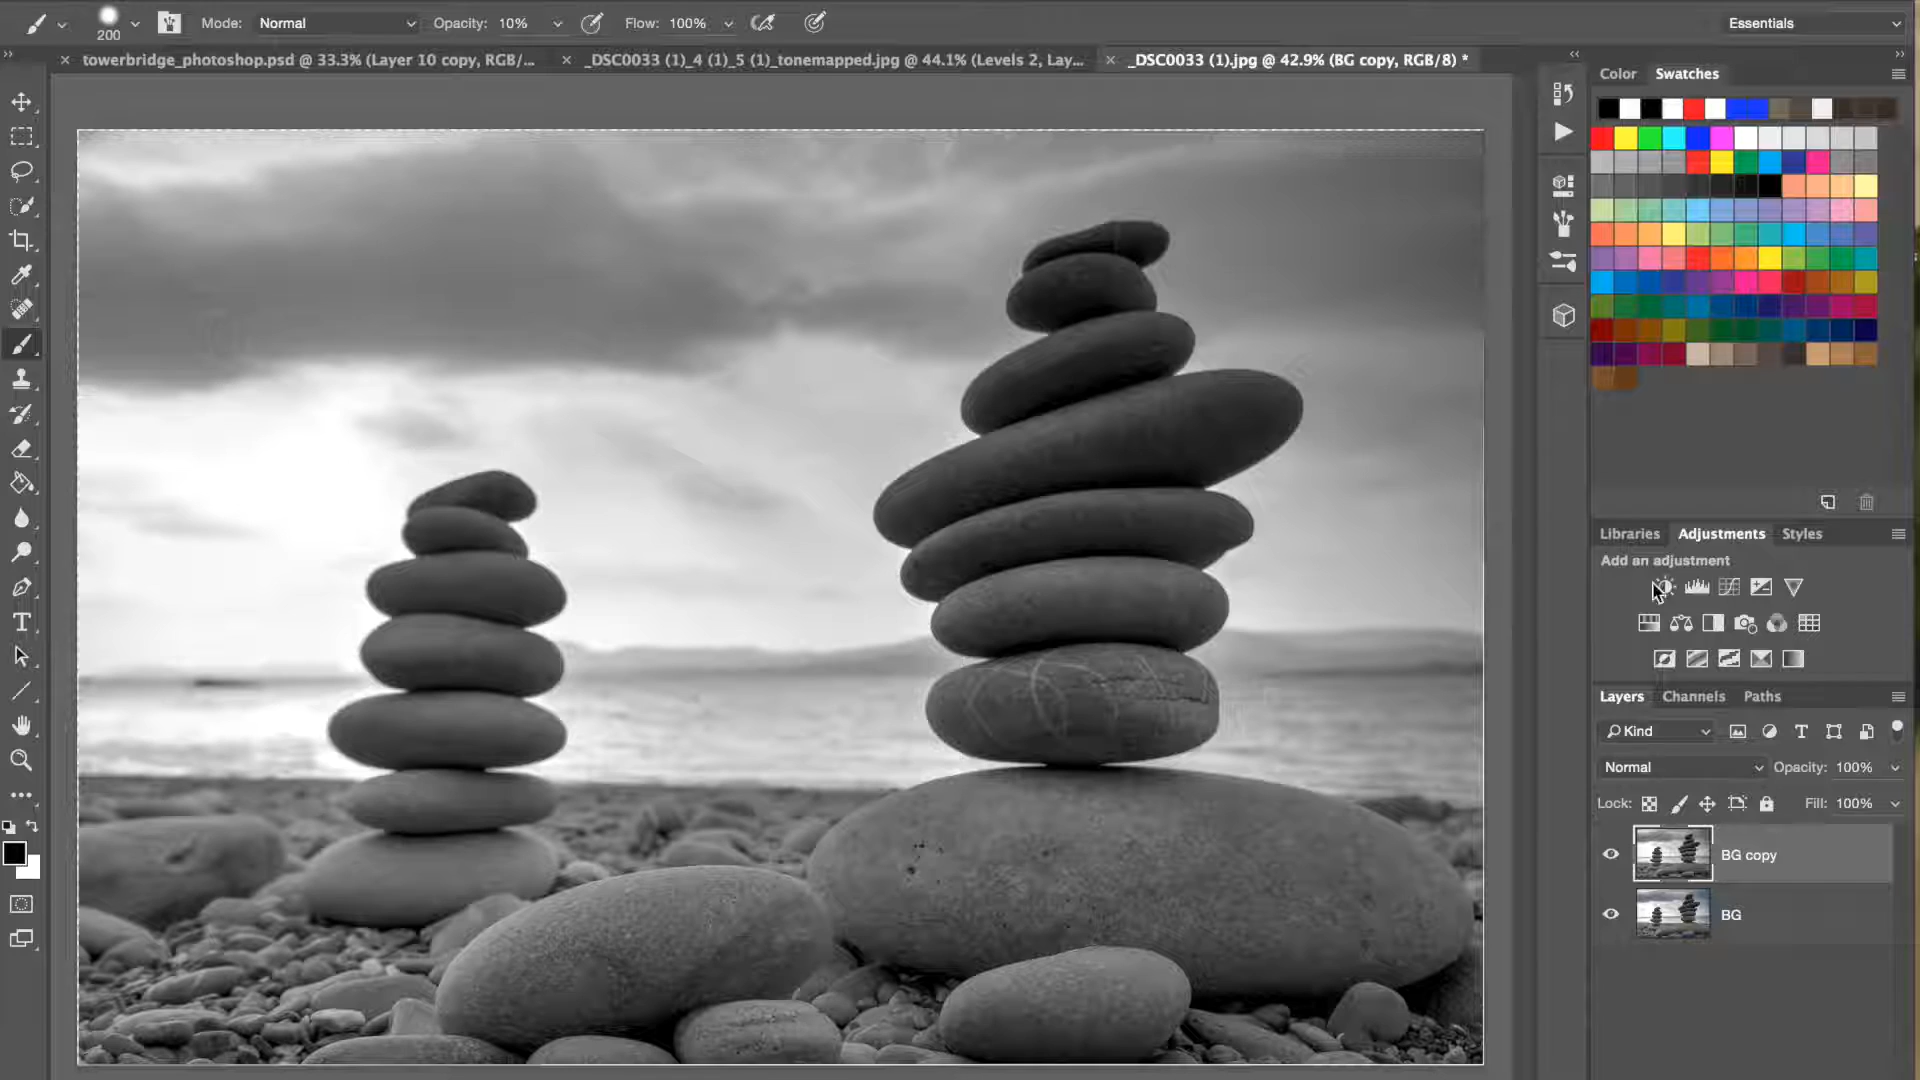 200
Mode: Normal
Opacity: 10%
Flow: 100%
Essentials
towerbridge_photoshop.psd @ 33.3% (Layer 10 copy, RGB/...
_DSC0033 (1)_4 (1)_5 (1)_tonemapped.jpg @ 44.1% (Levels 2, Lay...
_DSC0033 (1).jpg @ 42.9% (BG copy, RGB/8) *
Color Swatches
Libraries Adjustments Styles
Add an adjustment
Layers Channels Paths
Kind
Normal Opacity: 100%
Lock: Fill: 100%
BG copy
BG